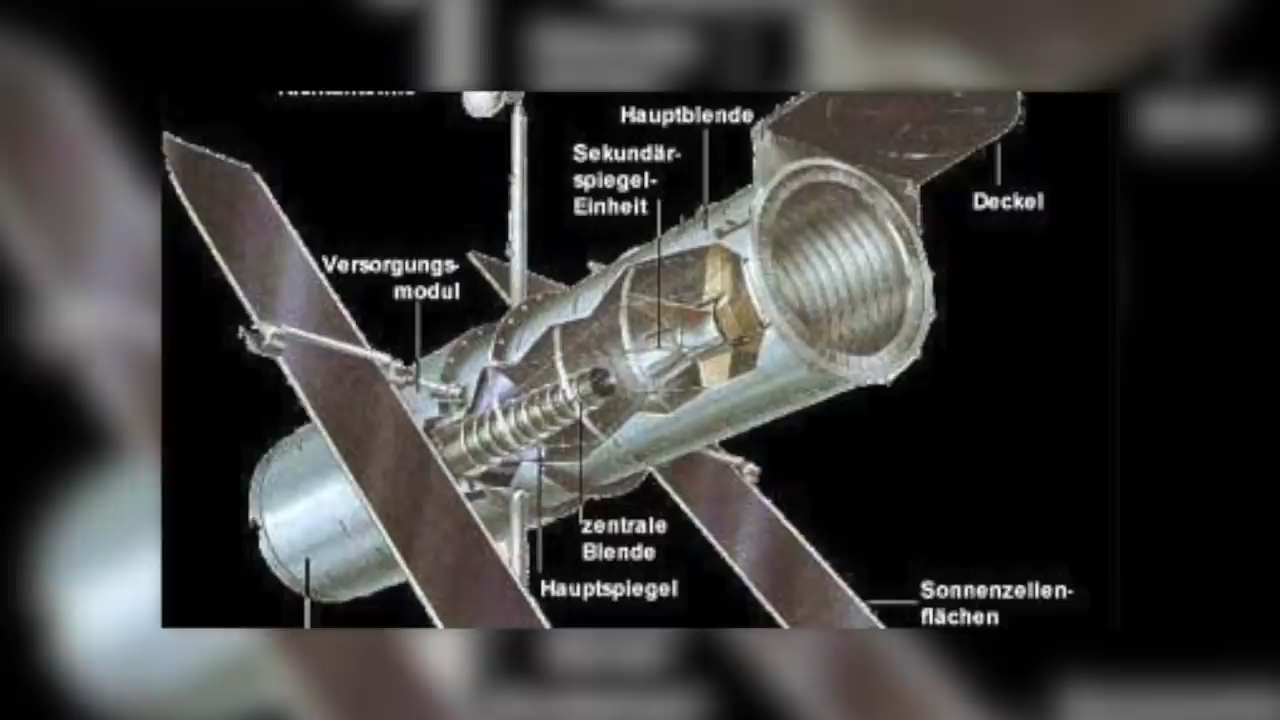 Hauptblende
Sekundär-
spiegel-
Einheit
Deckel
Versorgungs-
modul
zentrale
Blende
Hauptspiegel
Sonnenzellen-
flächen